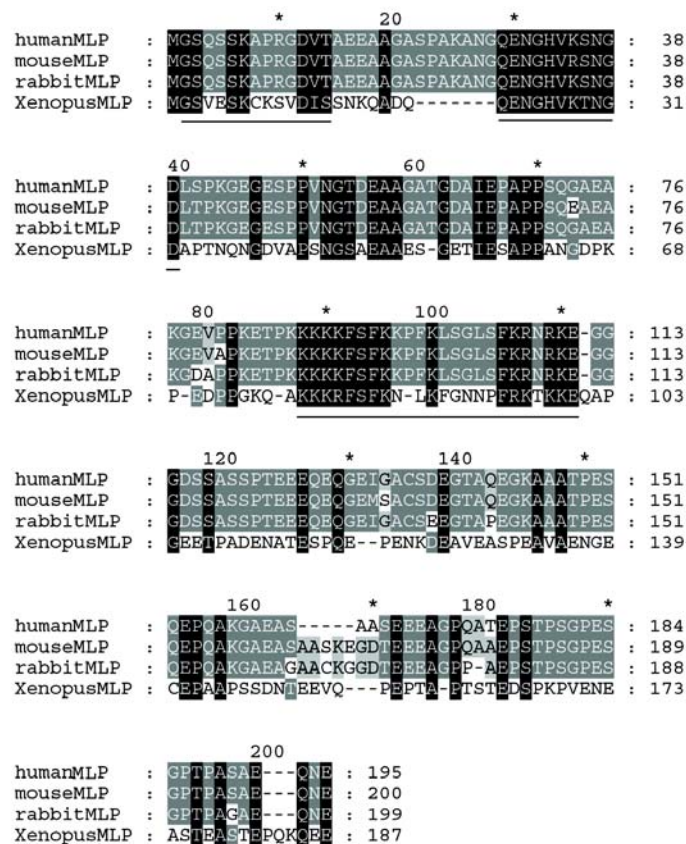 * 20 *
humanMLP : MGSQSSKAPRGDVTAEEAAGASPAKANGQENGHVKSNG : 38
mouseMLP : MGSQSSKAPRGDVTAEEAAGASPAKANGQENGHVRSNG : 38
rabbitMLP : MGSQSSKAPRGDVTAEEAAGASPAKANGQENGHVKSNG : 38
XenopusMLP : MGSVESKCKSVDISSNKQADQ-------QENGHVKTNG : 31
40 * 60 *
humanMLP : DLSPKGEGESPPVNGTDEAAGATGDAIEPAPPSQGAEA : 76
mouseMLP : DLTPKGEGESPPVNGTDEAAGATGDAIEPAPPSQEAEA : 76
rabbitMLP : DLTPKGEGESPPVNGTDEAAGATGDAIEPAPPSQGAEA : 76
XenopusMLP : DAPTNQNGDVAPSNGSAEAAES-GETIESAPPANGDPK : 68
80 * 100 *
humanMLP : KGEVPPKETPKKKKKFSFKKPFKLSGLSFKRNRKE-GG : 113
mouseMLP : KGEVAPKETPKKKKKFSFKKPFKLSGLSFKRNRKE-GG : 113
rabbitMLP : KGDAPPKETPKKKKKFSFKKPFKLSGLSFKRNRKE-GG : 113
XenopusMLP : P-EDPPGKQ-AKKKRFSFKN-LKFGNNPFRKTKKEQAP : 103
120 * 140 *
humanMLP : GDSSASSPTEEEQEQGEIGACSDEGTAQEGKAAATPES : 151
mouseMLP : GDSSASSPTEEEQEQGEMSACSDEGTAQEGKAAATPES : 151
rabbitMLP : GDSSASSPTEEEQEQGEIGACSEEGTAPEGKAAATPES : 151
XenopusMLP : GEETPADENATESPQE--PENKDEAVEASPEAVAENGE : 139
160 * 180 *
humanMLP : QEPQAKGAEAS-----AASEEEAGPQATEPSTPSGPES : 184
mouseMLP : QEPQAKGAEASAASKEGDTEEEAGPQAAEPSTPSGPES : 189
rabbitMLP : QEPQAKGAEAGAACKGGDTEEEAGPP-AEPSTPSGPES : 188
XenopusMLP : CEPAAPSSDNTEEVQ---PEPTA-PTSTEDSPKPVENE : 173
200
humanMLP : GPTPASAE---QNE : 195
mouseMLP : GPTPASAE---QNE : 200
rabbitMLP : GPTPAGAE---QNE : 199
XenopusMLP : ASTEASTEPQKQEE : 187